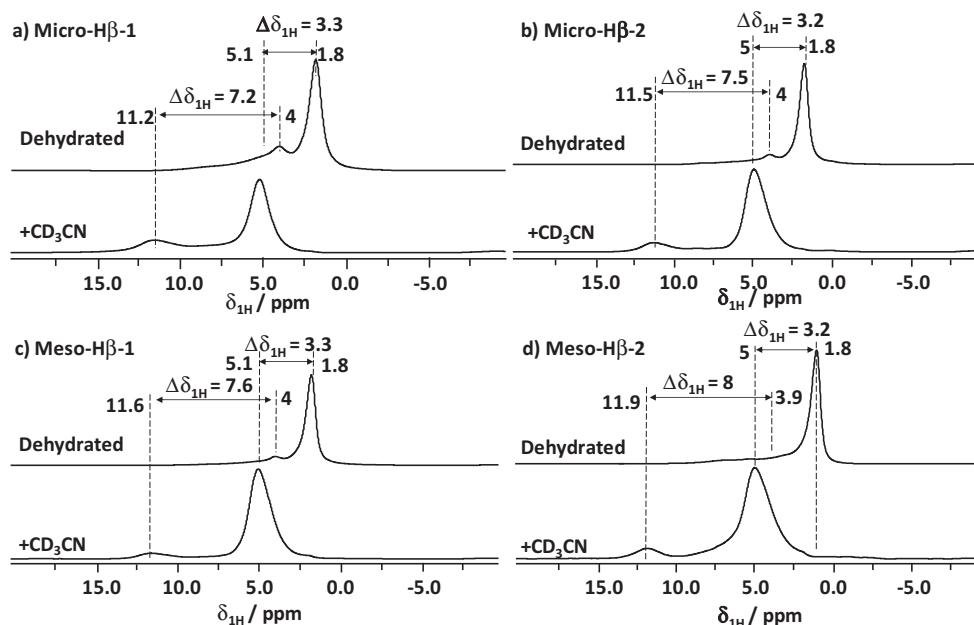 a) Micro-Hβ-1
Δδ1H = 3.3
5.1
1.8
Δδ1H = 7.2
11.2
4
Dehydrated
+CD3CN
15.0 10.0 5.0 0.0 -5.0
δ1H / ppm
b) Micro-Hβ-2
Δδ1H = 3.2
5
1.8
Δδ1H = 7.5
11.5
4
Dehydrated
+CD3CN
15.0 10.0 5.0 0.0 -5.0
δ1H / ppm
c) Meso-Hβ-1
Δδ1H = 3.3
5.1
1.8
Δδ1H = 7.6
11.6
4
Dehydrated
+CD3CN
15.0 10.0 5.0 0.0 -5.0
δ1H / ppm
d) Meso-Hβ-2
Δδ1H = 3.2
5
1.8
Δδ1H = 8
11.9
3.9
Dehydrated
+CD3CN
15.0 10.0 5.0 0.0 -5.0
δ1H / ppm